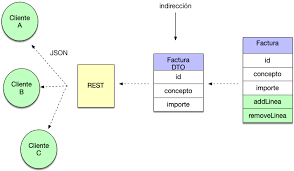 Cliente
A
indirección
JSON
Cliente
B
REST
Factura
DTO
id
concepto
importe
Factura
id
concepto
importe
addLinea
removeLinea
Cliente
C